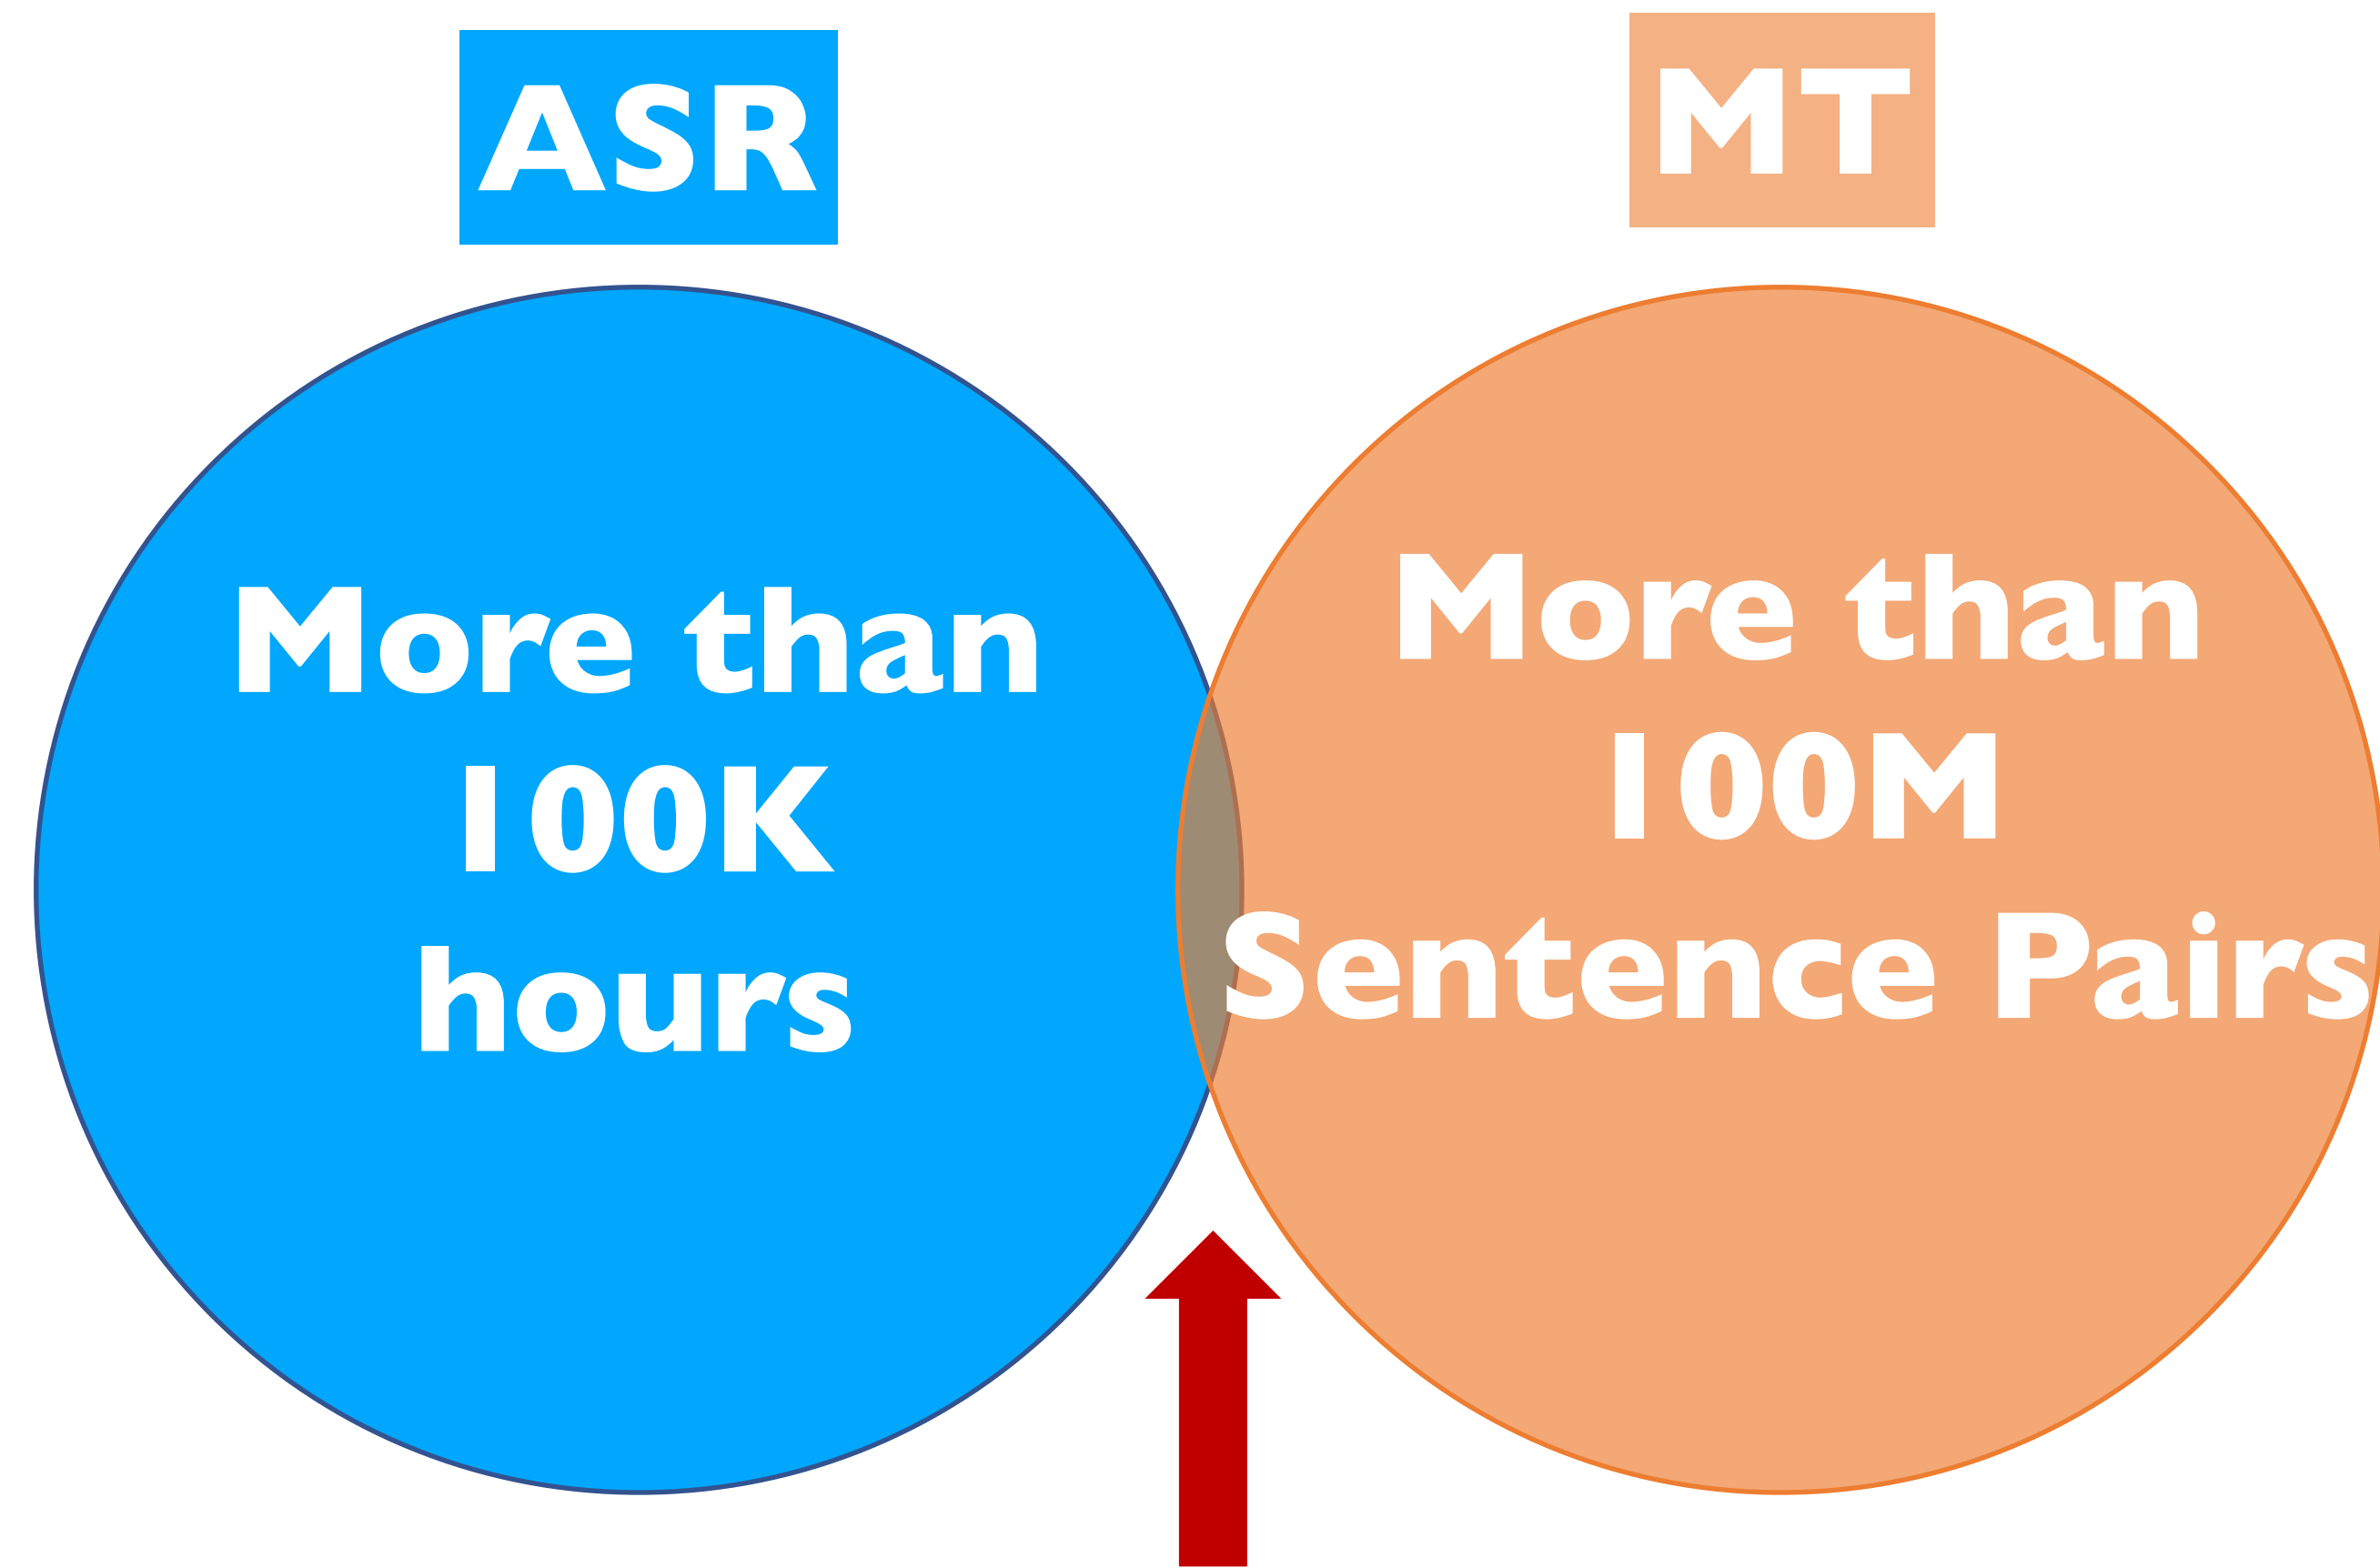 ASR
MT
More than
100K
hours
More than
100M
Sentence Pairs